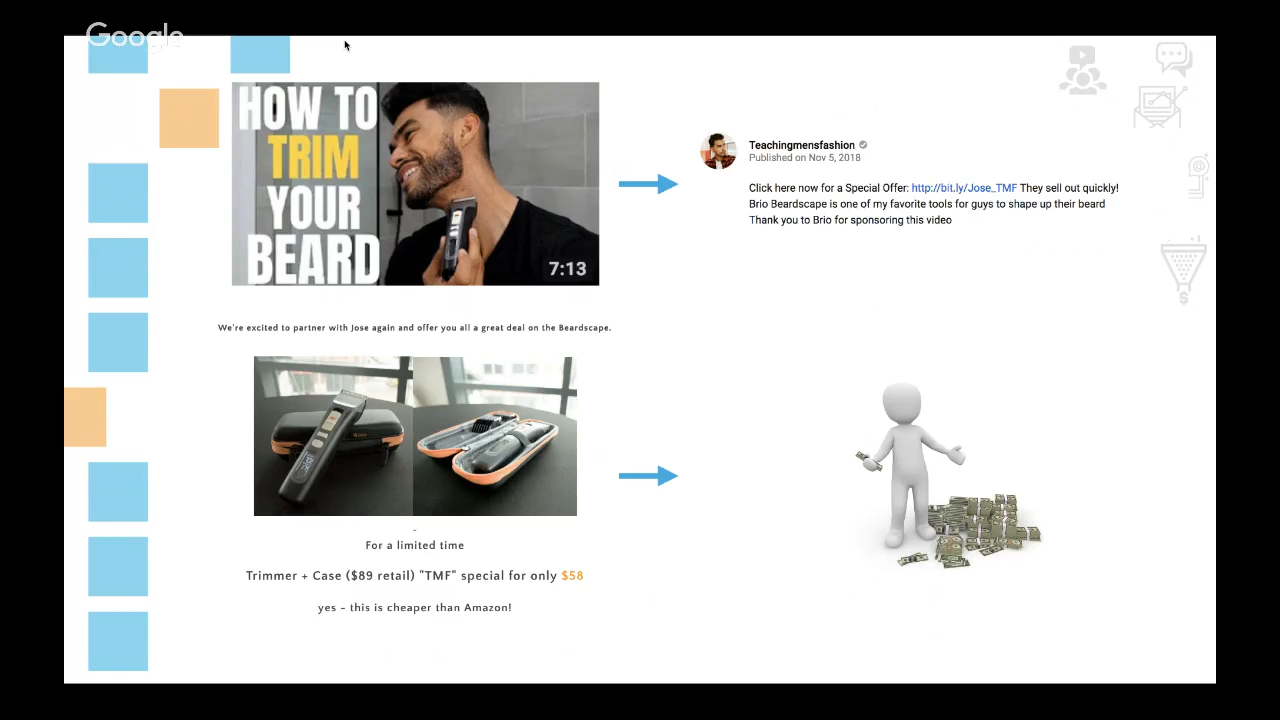 Google
HOW TO
TRIM
YOUR
BEARD
7:13
Teachingmensfashion
Published on Nov 5, 2018
Click here now for a Special Offer: http://bit.ly/Jose_TMF They sell out quickly!
Brio Beardscape is one of my favorite tools for guys to shape up their beard
Thank you to Brio for sponsoring this video
We're excited to partner with Jose again and offer you all a great deal on the Beardscape.
-
For a limited time
Trimmer + Case ($89 retail) "TMF" special for only $58
yes - this is cheaper than Amazon!